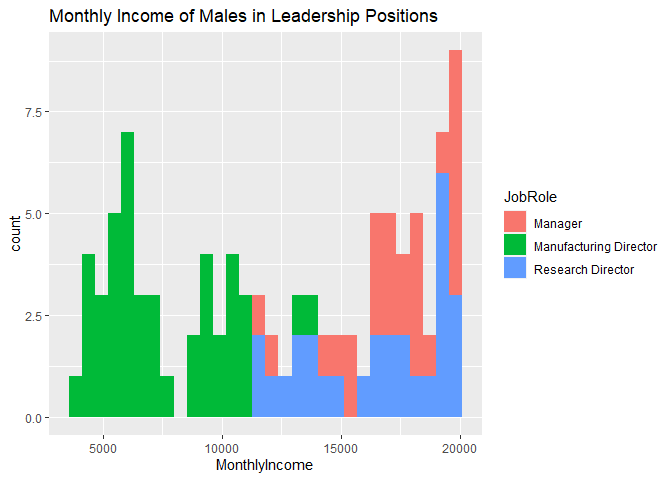 Monthly Income of Males in Leadership Positions
7.5
5.0
2.5
0.0
count
5000 10000 15000 20000
MonthlyIncome
JobRole
Manager
Manufacturing Director
Research Director